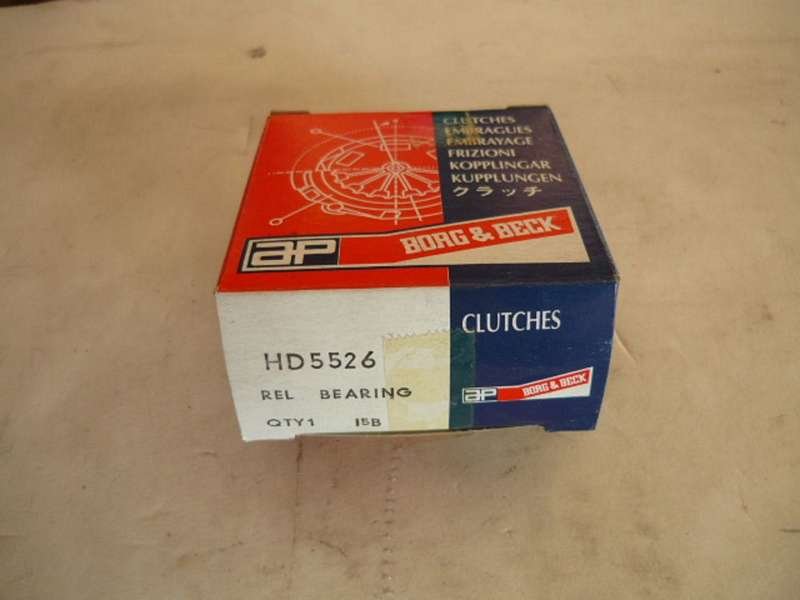 CLUTCHES
EMBRAGUES
EMBRAYAGE
FRIZIONI
KOPPLINGAR
KUPPLUNGEN
クラッチ
ap BORG & BECK
CLUTCHES
HD5526
REL BEARING
QTY1 15B
ap BORG & BECK